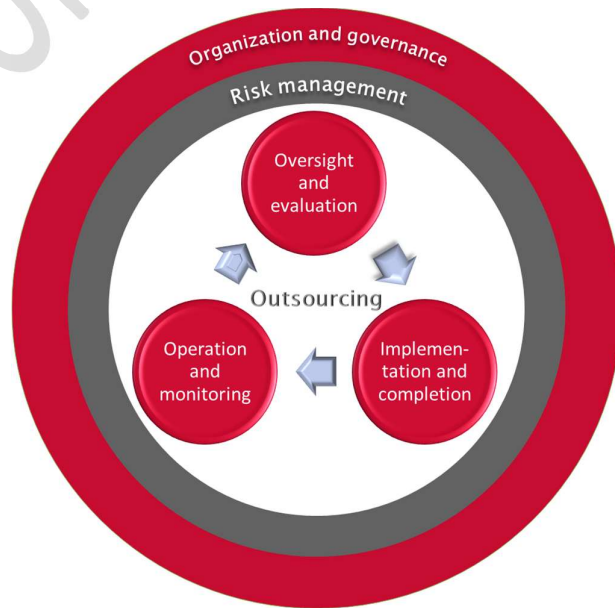 Organization and governance
Risk management
Oversight
and
evaluation
Outsourcing
Operation
and
monitoring
Implemen-
tation and
completion